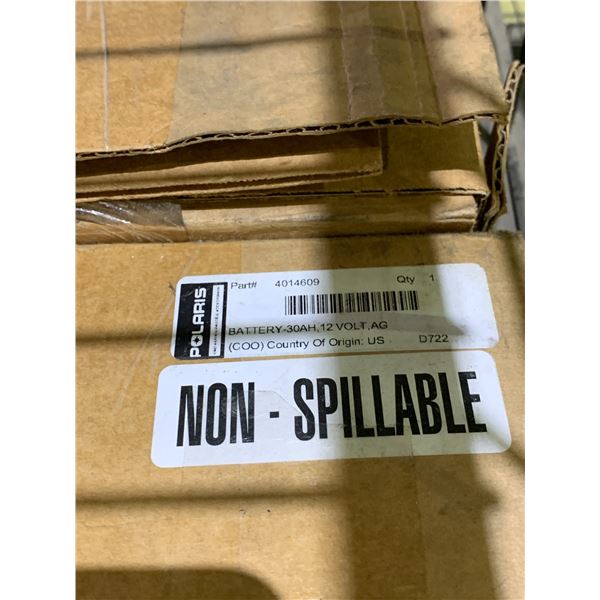 Part# 4014609 Qty 1
POLARIS
BATTERY-30AH,12 VOLT,AG
(COO) Country Of Origin: US D722
NON - SPILLABLE